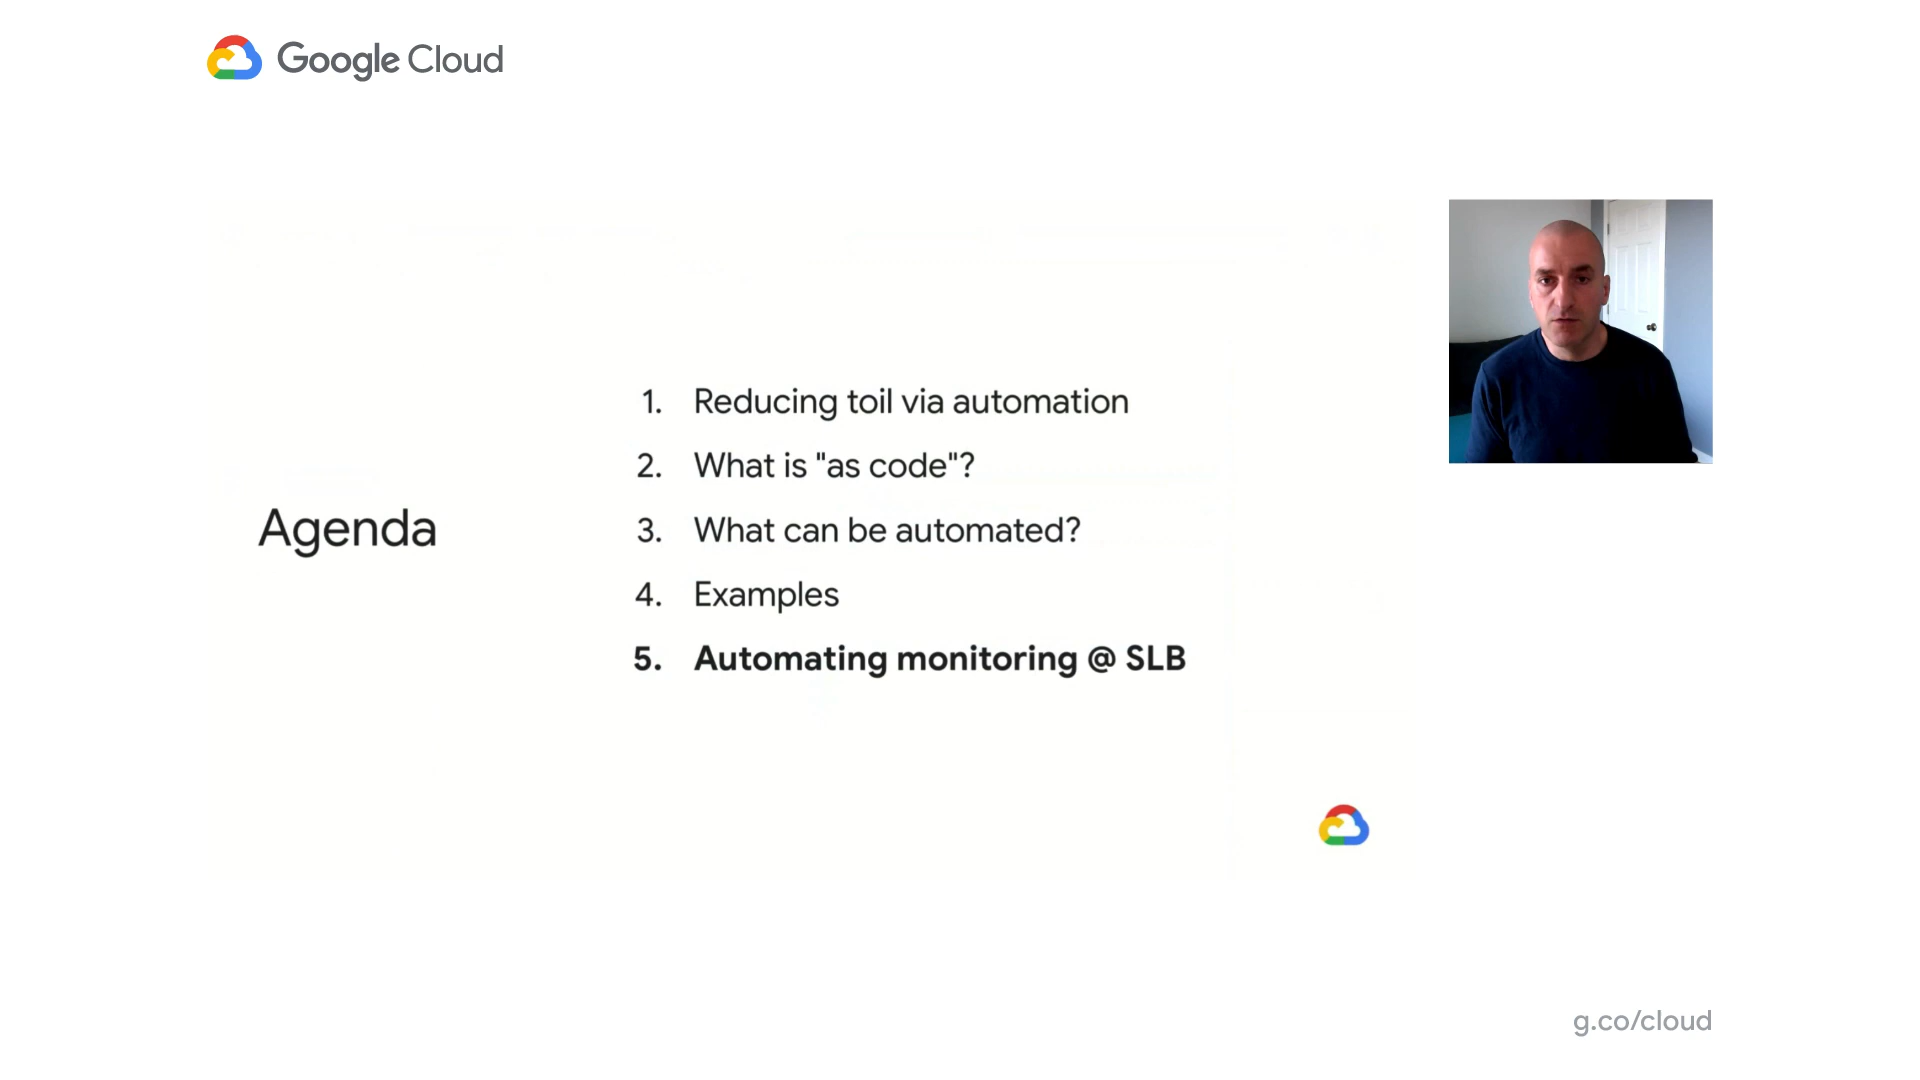 Google Cloud
Agenda
1. Reducing toil via automation
2. What is "as code"?
3. What can be automated?
4. Examples
5. Automating monitoring @ SLB
g.co/cloud